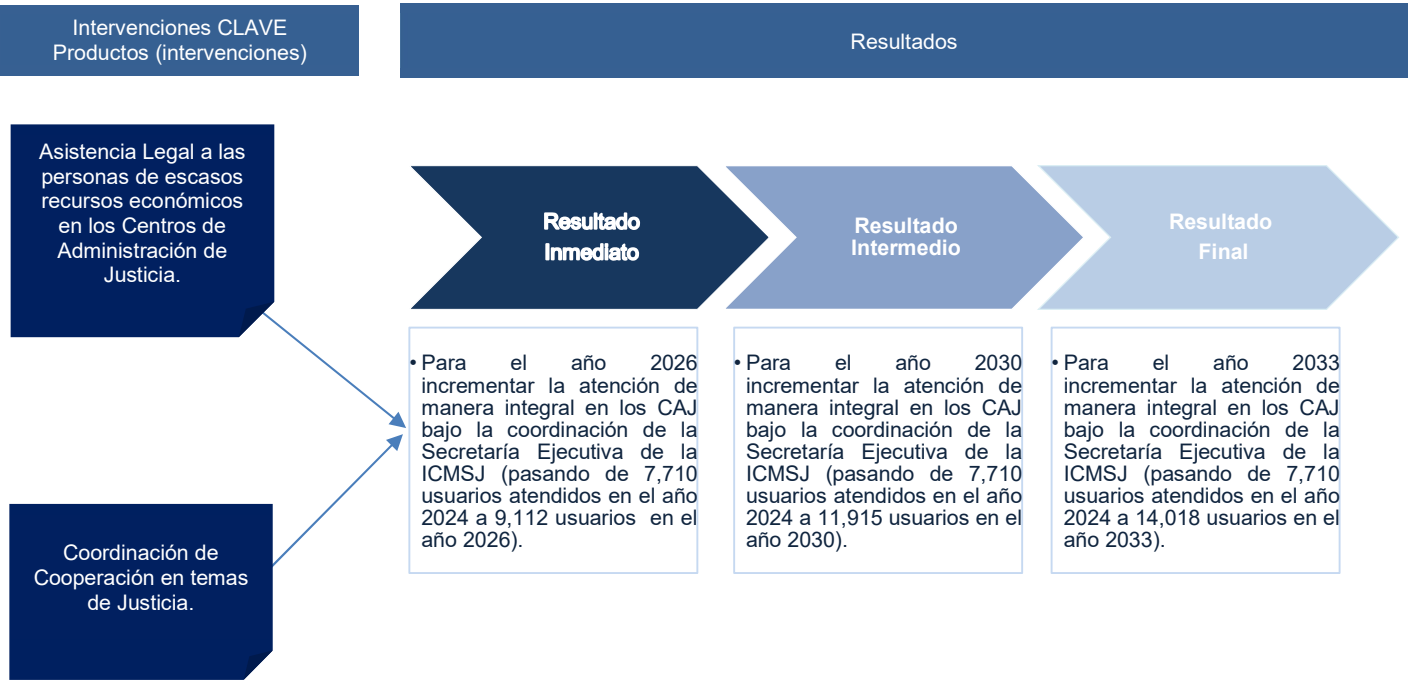 Intervenciones CLAVE
Productos (intervenciones)
Resultados
Asistencia Legal a las
personas de escasos
recursos económicos
en los Centros de
Administración de
Justicia.
Coordinación de
Cooperación en temas
de Justicia.
Resultado
Inmediato
Resultado
Intermedio
Resultado
Final
• Para el año 2026
incrementar la atención de
manera integral en los CAJ
bajo la coordinación de la
Secretaría Ejecutiva de la
ICMSJ (pasando de 7,710
usuarios atendidos en el año
2024 a 9,112 usuarios en el
año 2026).
• Para el año 2030
incrementar la atención de
manera integral en los CAJ
bajo la coordinación de la
Secretaría Ejecutiva de la
ICMSJ (pasando de 7,710
usuarios atendidos en el año
2024 a 11,915 usuarios en el
año 2030).
• Para el año 2033
incrementar la atención de
manera integral en los CAJ
bajo la coordinación de la
Secretaría Ejecutiva de la
ICMSJ (pasando de 7,710
usuarios atendidos en el año
2024 a 14,018 usuarios en el
año 2033).